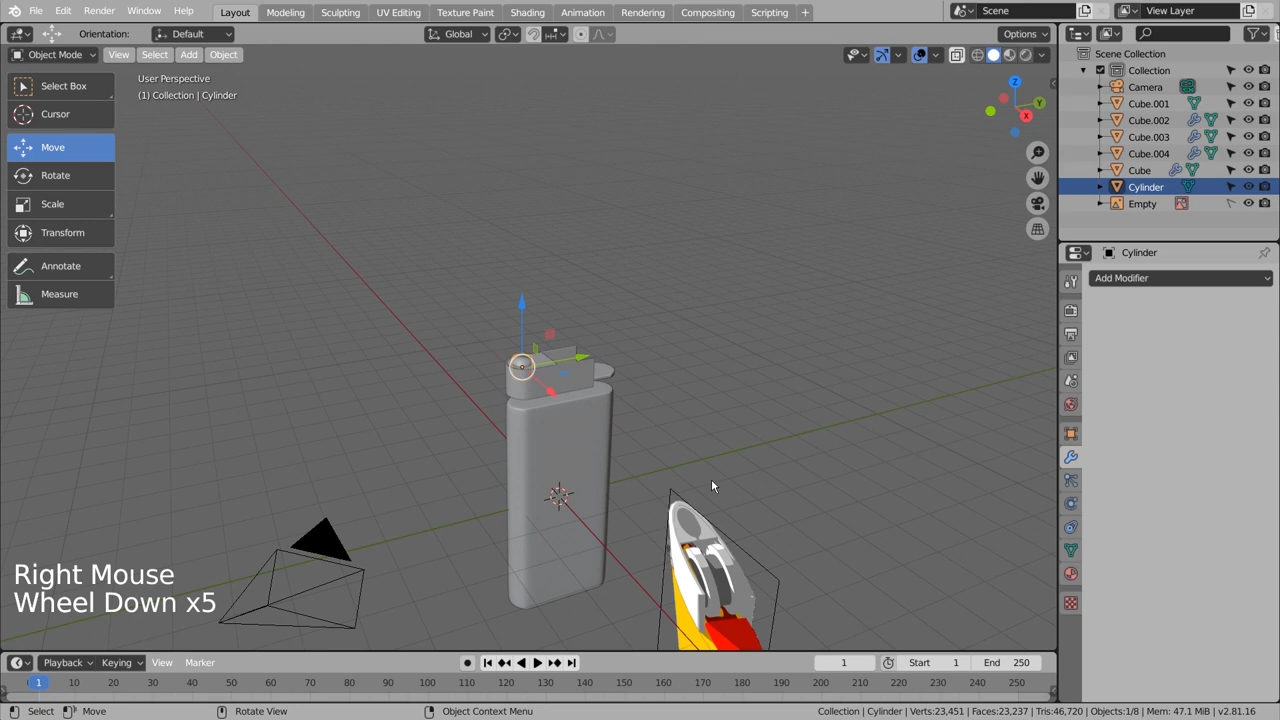 File Edit Render Window Help Layout Modeling Sculpting UV Editing Texture Paint Shading Animation Rendering Compositing Scripting + Scene View Layer
Orientation: Default Global Options
Object Mode View Select Add Object
User Perspective
(1) Collection | Cylinder
Select Box
Cursor
Move
Rotate
Scale
Transform
Annotate
Measure
Z
Y
X
Scene Collection
Collection
Camera
Cube.001
Cube.002
Cube.003
Cube.004
Cube
Cylinder
Empty
Cylinder
Add Modifier
Right Mouse
Wheel Down x5
Playback Keying View Marker 1 Start 1 End 250
1 10 20 30 40 50 60 70 80 90 100 110 120 130 140 150 160 170 180 190 200 210 220 230 240 250
Select Move Rotate View Object Context Menu Collection | Cylinder | Verts:23,451 | Faces:23,237 | Tris:46,720 | Objects:1/8 | Mem: 47.1 MiB | v2.81.16